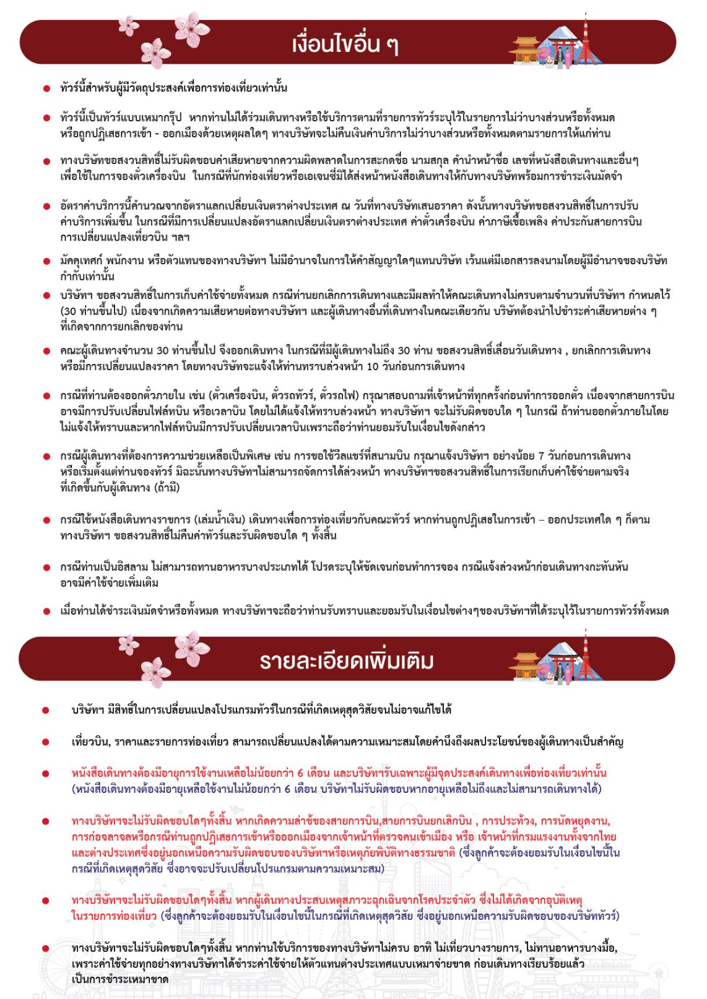 เงื่อนไขอื่น ๆ
ทัวร์นี้สำหรับผู้มีวัตถุประสงค์เพื่อการท่องเที่ยวเท่านั้น
ทัวร์นี้เป็นทัวร์แบบเหมากรุ๊ป หากท่านไม่ได้ร่วมเดินทางหรือใช้บริการตามที่รายการทัวร์ระบุไว้ในรายการไม่ว่าบางส่วนหรือทั้งหมด
หรือถูกปฏิเสธการเข้า - ออกเมืองด้วยเหตุผลใดๆ ทางบริษัทจะไม่คืนเงินค่าบริการไม่ว่าบางส่วนหรือทั้งหมดตามรายการให้แก่ท่าน
ทางบริษัทขอสงวนสิทธิ์ไม่รับผิดชอบค่าเสียหายจากความผิดพลาดในการสะกดชื่อ นามสกุล คำนำหน้าชื่อ เลขที่หนังสือเดินทางและอื่นๆ
เพื่อใช้ในการจองตั๋วเครื่องบิน ในกรณีที่นักท่องเที่ยวหรือเอเจนซี่มิได้ส่งหน้าหนังสือเดินทางให้กับทางบริษัทพร้อมการชำระเงินมัดจำ
อัตราค่าบริการนี้คำนวณจากอัตราแลกเปลี่ยนเงินตราต่างประเทศ ณ วันที่ทางบริษัทเสนอราคา ดังนั้นทางบริษัทขอสงวนสิทธิ์ในการปรับ
ค่าบริการเพิ่มขึ้น ในกรณีที่มีการเปลี่ยนแปลงอัตราแลกเปลี่ยนเงินตราต่างประเทศ ค่าตั๋วเครื่องบิน ค่าภาษีเชื้อเพลิง ค่าประกันสายการบิน
การเปลี่ยนแปลงเที่ยวบิน ฯลฯ
มัคคุเทศก์ พนักงาน หรือตัวแทนของทางบริษัทฯ ไม่มีอำนาจในการให้คำสัญญาใดๆแทนบริษัท เว้นแต่มีเอกสารลงนามโดยผู้มีอำนาจของบริษัท
กำกับเท่านั้น
บริษัทฯ ขอสงวนสิทธิ์ในการเก็บค่าใช้จ่ายทั้งหมด กรณีท่านยกเลิกการเดินทางและมีผลทำให้คณะเดินทางไม่ครบตามจำนวนที่บริษัทฯ กำหนดไว้
(30 ท่านขึ้นไป) เนื่องจากเกิดความเสียหายต่อทางบริษัทฯ และผู้เดินทางอื่นที่เดินทางในคณะเดียวกัน บริษัทต้องนำไปชำระค่าเสียหายต่าง ๆ
ที่เกิดจากการยกเลิกของท่าน
คณะผู้เดินทางจำนวน 30 ท่านขึ้นไป จึงออกเดินทาง ในกรณีที่มีผู้เดินทางไม่ถึง 30 ท่าน ขอสงวนสิทธิ์เลื่อนวันเดินทาง , ยกเลิกการเดินทาง
หรือมีการเปลี่ยนแปลงราคา โดยทางบริษัทจะแจ้งให้ท่านทราบล่วงหน้า 10 วันก่อนการเดินทาง
กรณีที่ท่านต้องออกตั๋วภายใน เช่น (ตั๋วเครื่องบิน, ตั๋วรถทัวร์, ตั๋วรถไฟ) กรุณาสอบถามที่เจ้าหน้าที่ทุกครั้งก่อนทำการออกตั๋ว เนื่องจากสายการบิน
อาจมีการปรับเปลี่ยนไฟล์ทบิน หรือเวลาบิน โดยไม่ได้แจ้งให้ทราบล่วงหน้า ทางบริษัทฯ จะไม่รับผิดชอบใด ๆ ในกรณี ถ้าท่านออกตั๋วภายในโดย
ไม่แจ้งให้ทราบและหากไฟล์ทบินมีการปรับเปลี่ยนเวลาบินเพราะถือว่าท่านยอมรับในเงื่อนไขดังกล่าว
กรณีผู้เดินทางที่ต้องการความช่วยเหลือเป็นพิเศษ เช่น การขอใช้วีลแชร์ที่สนามบิน กรุณาแจ้งบริษัทฯ อย่างน้อย 7 วันก่อนการเดินทาง
หรือเริ่มตั้งแต่ท่านจองทัวร์ มิฉะนั้นทางบริษัทฯไม่สามารถจัดการได้ล่วงหน้า ทางบริษัทฯขอสงวนสิทธิ์ในการเรียกเก็บค่าใช้จ่ายตามจริง
ที่เกิดขึ้นกับผู้เดินทาง (ถ้ามี)
กรณีใช้หนังสือเดินทางราชการ (เล่มน้ำเงิน) เดินทางเพื่อการท่องเที่ยวกับคณะทัวร์ หากท่านถูกปฏิเสธในการเข้า – ออกประเทศใด ๆ ก็ตาม
ทางบริษัทฯ ขอสงวนสิทธิ์ไม่คืนค่าทัวร์และรับผิดชอบใด ๆ ทั้งสิ้น
กรณีท่านเป็นอิสลาม ไม่สามารถทานอาหารบางประเภทได้ โปรดระบุให้ชัดเจนก่อนทำการจอง กรณีแจ้งล่วงหน้าก่อนเดินทางกะทันหัน
อาจมีค่าใช้จ่ายเพิ่มเติม
เมื่อท่านได้ชำระเงินมัดจำหรือทั้งหมด ทางบริษัทฯจะถือว่าท่านรับทราบและยอมรับในเงื่อนไขต่างๆของบริษัทฯที่ได้ระบุไว้ในรายการทัวร์ทั้งหมด
รายละเอียดเพิ่มเติม
บริษัทฯ มีสิทธิ์ในการเปลี่ยนแปลงโปรแกรมทัวร์ในกรณีที่เกิดเหตุสุดวิสัยจนไม่อาจแก้ไขได้
เที่ยวบิน, ราคาและรายการท่องเที่ยว สามารถเปลี่ยนแปลงได้ตามความเหมาะสมโดยคำนึงถึงผลประโยชน์ของผู้เดินทางเป็นสำคัญ
หนังสือเดินทางต้องมีอายุการใช้งานเหลือไม่น้อยกว่า 6 เดือน และบริษัทฯรับเฉพาะผู้มีจุดประสงค์เดินทางเพื่อท่องเที่ยวเท่านั้น
(หนังสือเดินทางต้องมีอายุเหลือใช้งานไม่น้อยกว่า 6 เดือน บริษัทฯไม่รับผิดชอบหากอายุเหลือไม่ถึงและไม่สามารถเดินทางได้)
ทางบริษัทฯจะไม่รับผิดชอบใดๆทั้งสิ้น หากเกิดความล่าช้าของสายการบิน,สายการบินยกเลิกบิน , การประท้วง, การนัดหยุดงาน,
การก่อจลาจลหรือกรณีท่านถูกปฏิเสธการเข้าหรือออกเมืองจากเจ้าหน้าที่ตรวจคนเข้าเมือง หรือ เจ้าหน้าที่กรมแรงงานทั้งจากไทย
และต่างประเทศซึ่งอยู่นอกเหนือความรับผิดชอบของบริษัทฯหรือเหตุภัยพิบัติทางธรรมชาติ (ซึ่งลูกค้าจะต้องยอมรับในเงื่อนไขนี้ใน
กรณีที่เกิดเหตุสุดวิสัย ซึ่งอาจจะปรับเปลี่ยนโปรแกรมตามความเหมาะสม)
ทางบริษัทฯจะไม่รับผิดชอบใดๆทั้งสิ้น หากผู้เดินทางประสบเหตุสภาวะฉุกเฉินจากโรคประจำตัว ซึ่งไม่ได้เกิดจากอุบัติเหตุ
ในรายการท่องเที่ยว (ซึ่งลูกค้าจะต้องยอมรับในเงื่อนไขนี้ในกรณีที่เกิดเหตุสุดวิสัย ซึ่งอยู่นอกเหนือความรับผิดชอบของบริษัททัวร์)
ทางบริษัทฯจะไม่รับผิดชอบใดๆทั้งสิ้น หากท่านใช้บริการของทางบริษัทฯไม่ครบ อาทิ ไม่เที่ยวบางรายการ, ไม่ทานอาหารบางมื้อ,
เพราะค่าใช้จ่ายทุกอย่างทางบริษัทฯได้ชำระค่าใช้จ่ายให้ตัวแทนต่างประเทศแบบเหมาจ่ายขาด ก่อนเดินทางเรียบร้อยแล้ว
เป็นการชำระเหมาขาด